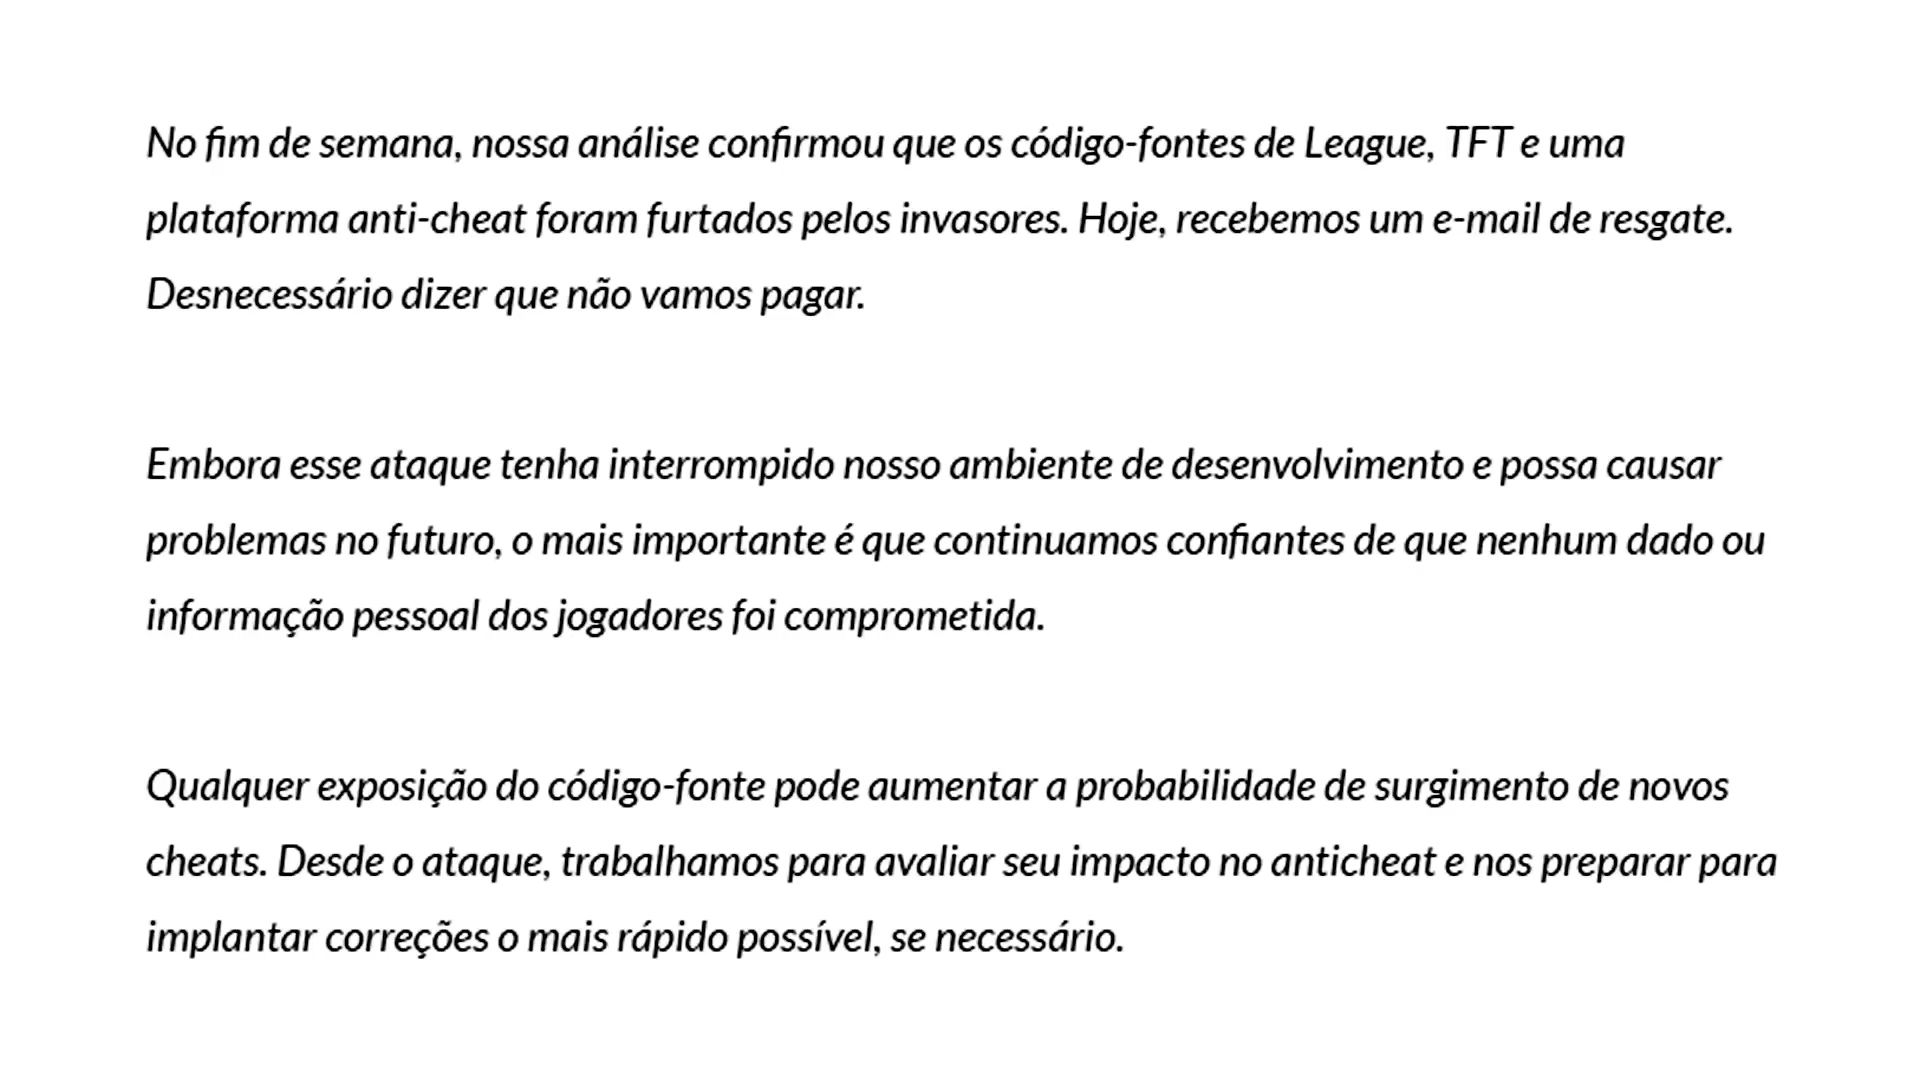 No fim de semana, nossa análise confirmou que os código-fontes de League, TFT e uma
plataforma anti-cheat foram furtados pelos invasores. Hoje, recebemos um e-mail de resgate.
Desnecessário dizer que não vamos pagar.
Embora esse ataque tenha interrompido nosso ambiente de desenvolvimento e possa causar
problemas no futuro, o mais importante é que continuamos confiantes de que nenhum dado ou
informação pessoal dos jogadores foi comprometida.
Qualquer exposição do código-fonte pode aumentar a probabilidade de surgimento de novos
cheats. Desde o ataque, trabalhamos para avaliar seu impacto no anticheat e nos preparar para
implantar correções o mais rápido possível, se necessário.